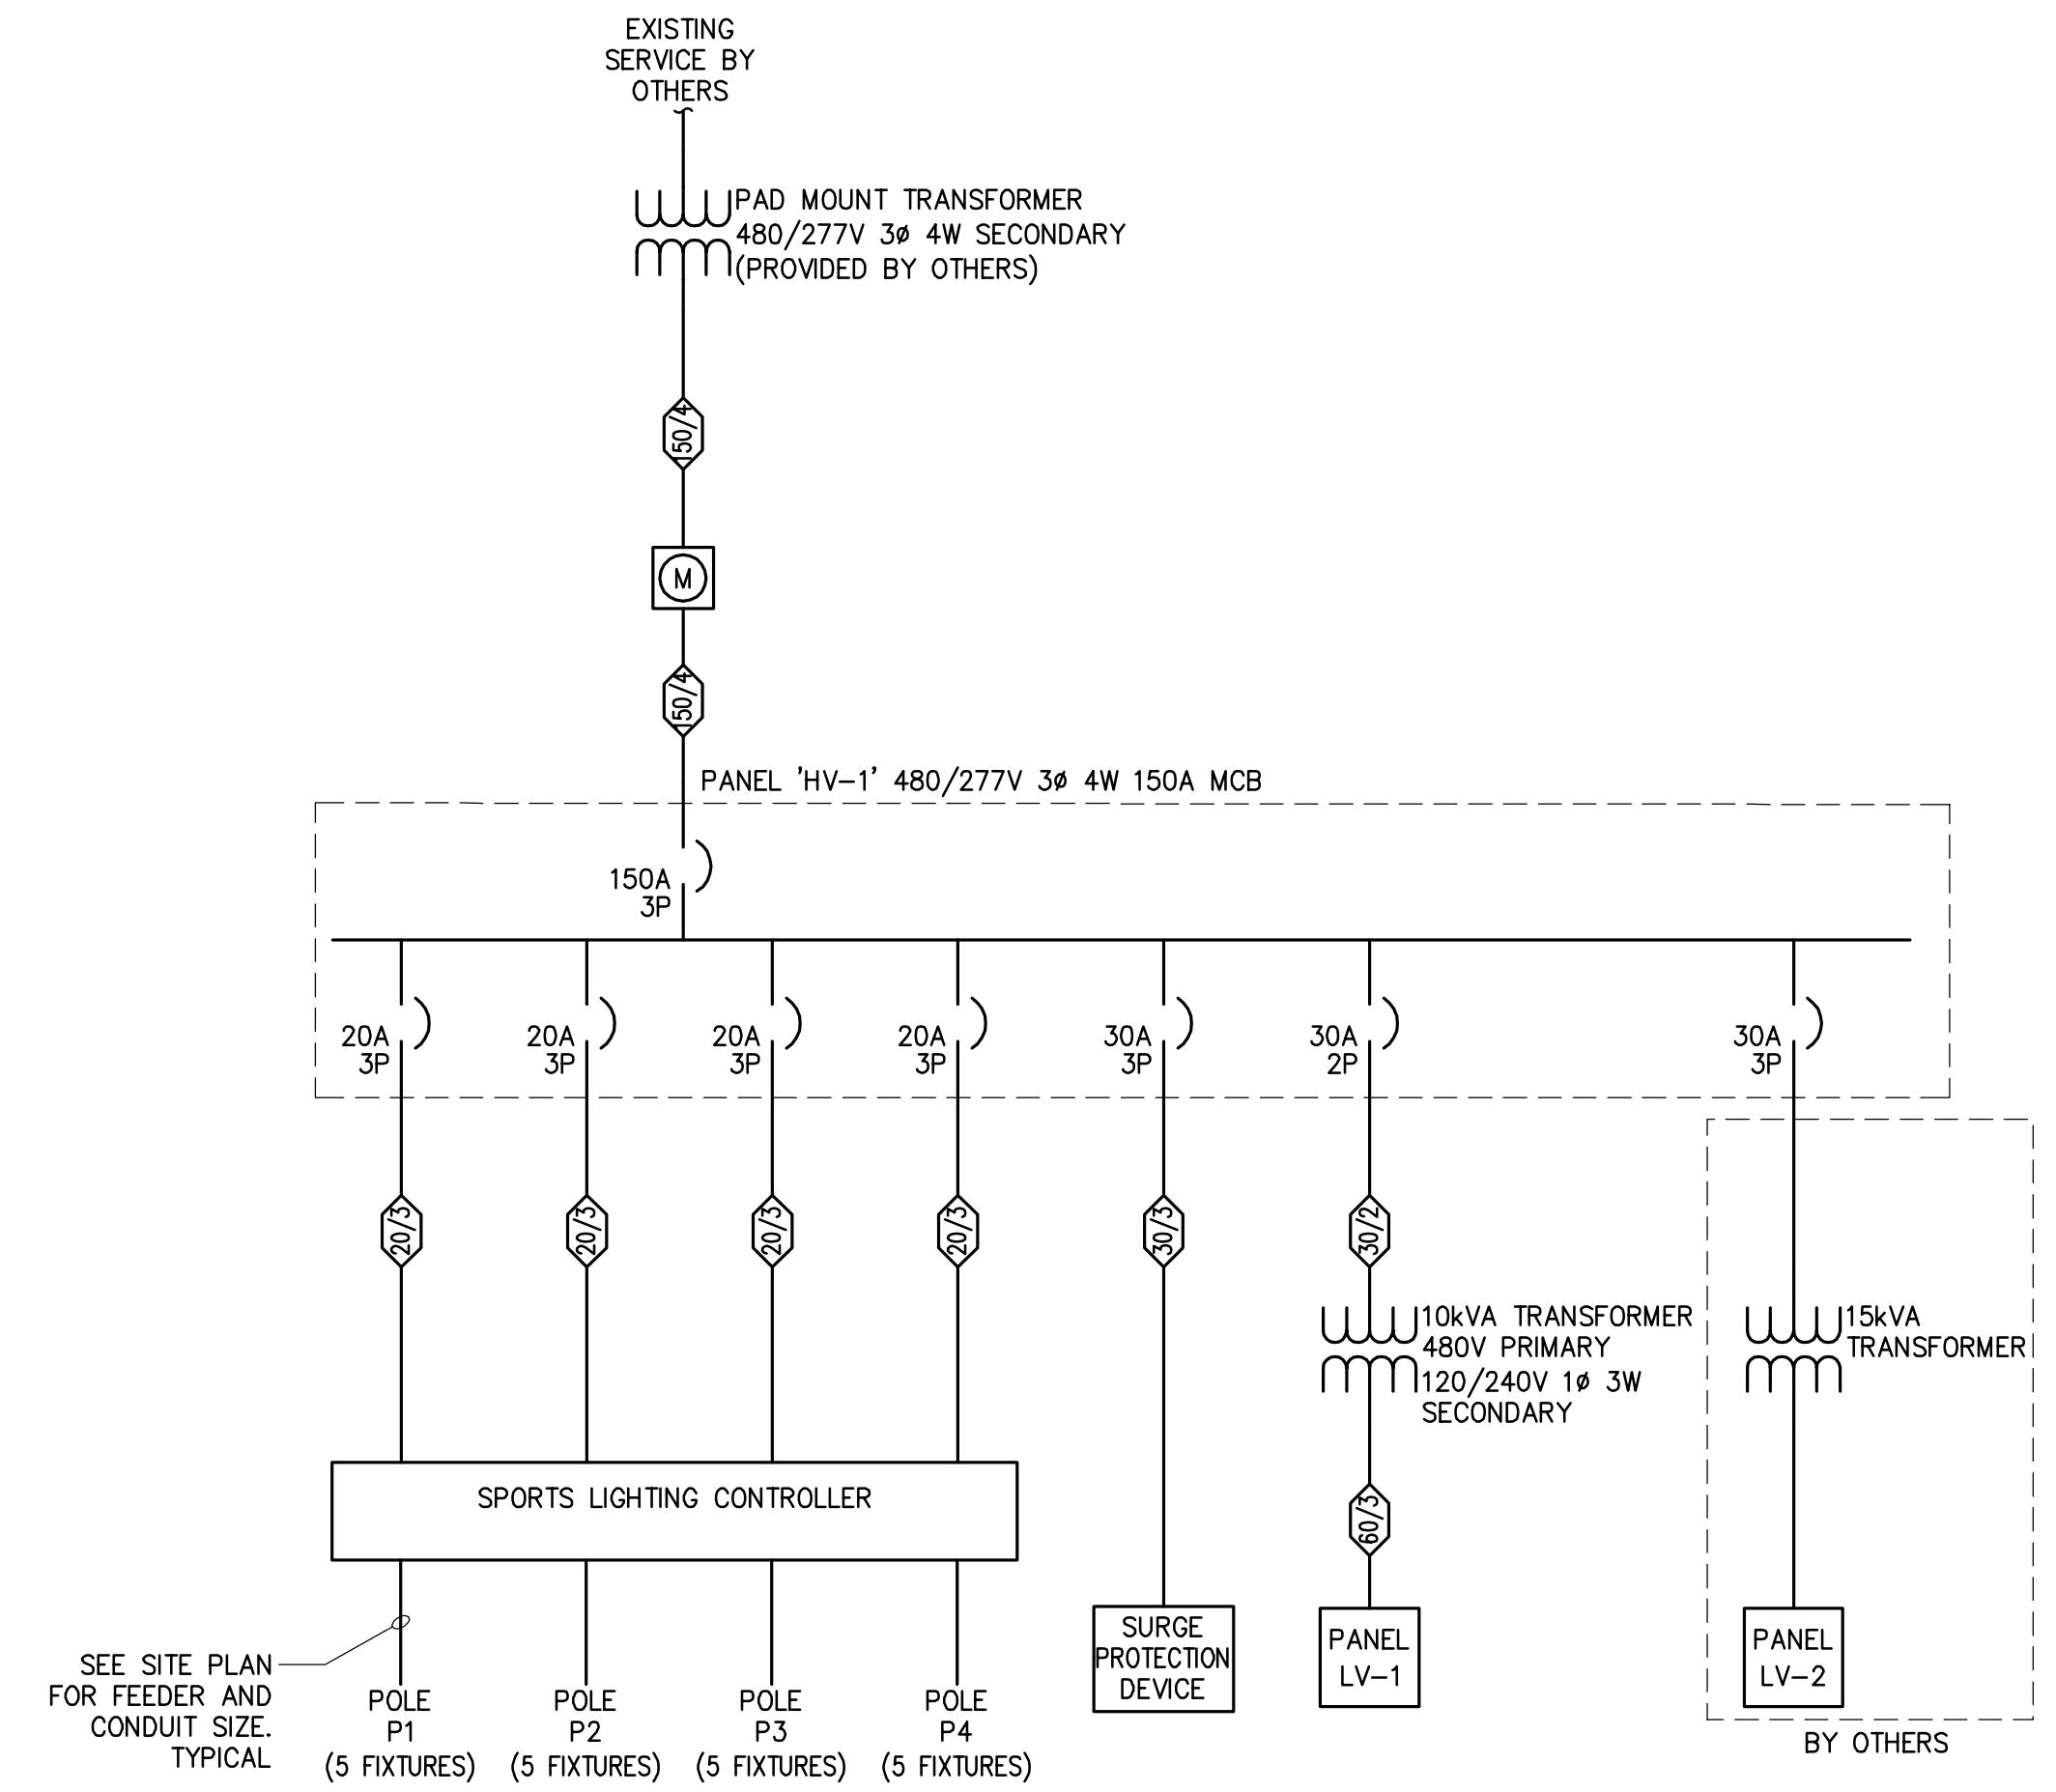 EXISTING
SERVICE BY
OTHERS
PAD MOUNT TRANSFORMER
480/277V 3ø 4W SECONDARY
(PROVIDED BY OTHERS)
150/4
M
150/4
PANEL 'HV-1' 480/277V 3ø 4W 150A MCB
150A
3P
20A
3P
20A
3P
20A
3P
20A
3P
30A
3P
30A
2P
30A
3P
20/3
20/3
20/3
20/3
30/3
30/2
10kVA TRANSFORMER
480V PRIMARY
120/240V 1ø 3W
SECONDARY
15kVA
TRANSFORMER
60/3
SPORTS LIGHTING CONTROLLER
SURGE
PROTECTION
DEVICE
PANEL
LV-1
PANEL
LV-2
BY OTHERS
SEE SITE PLAN
FOR FEEDER AND
CONDUIT SIZE.
TYPICAL
POLE
P1
(5 FIXTURES)
POLE
P2
(5 FIXTURES)
POLE
P3
(5 FIXTURES)
POLE
P4
(5 FIXTURES)